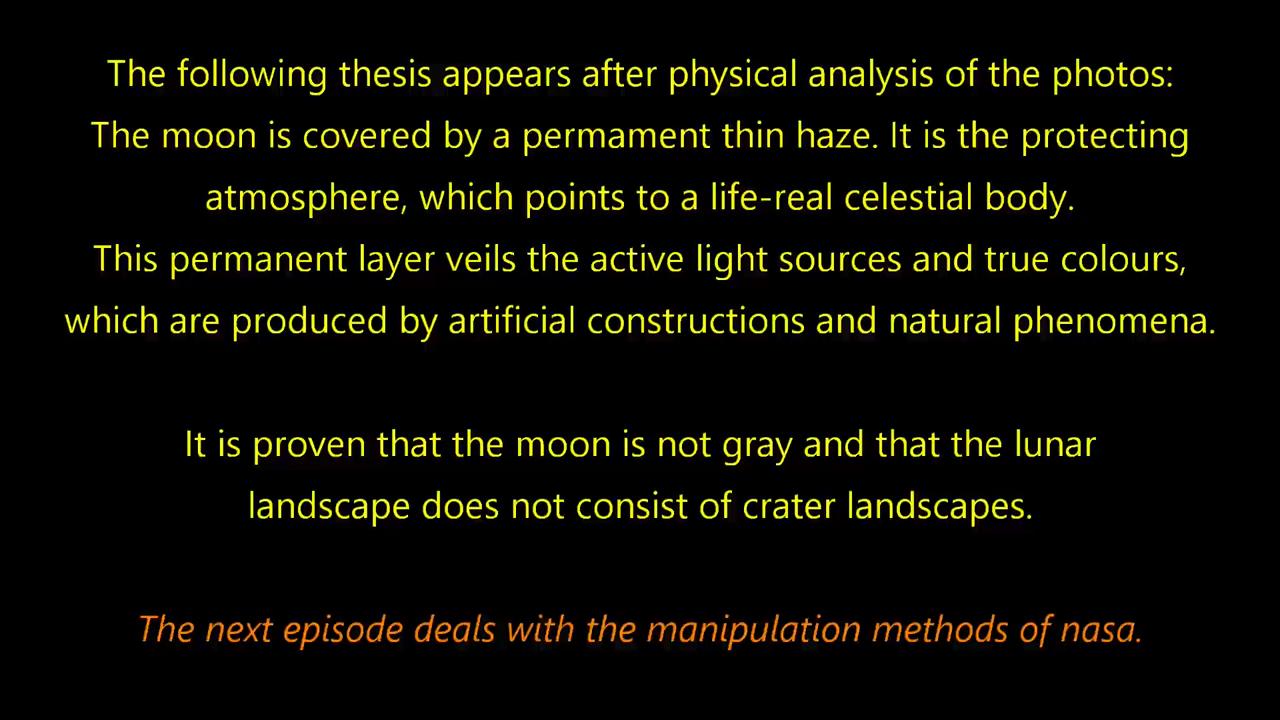 The following thesis appears after physical analysis of the photos:
The moon is covered by a permament thin haze. It is the protecting
atmosphere, which points to a life-real celestial body.
This permanent layer veils the active light sources and true colours,
which are produced by artificial constructions and natural phenomena.
It is proven that the moon is not gray and that the lunar
landscape does not consist of crater landscapes.
The next episode deals with the manipulation methods of nasa.